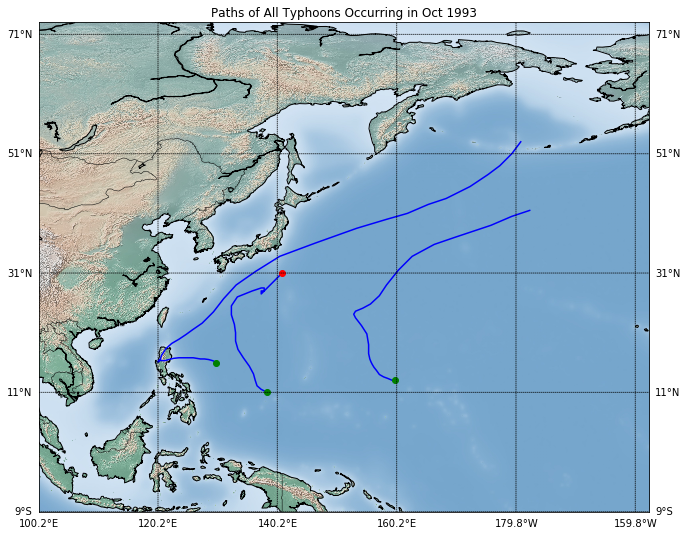 Paths of All Typhoons Occurring in Oct 1993
71°N 71°N
51°N 51°N
31°N 31°N
11°N 11°N
9°S 9°S
100.2°E 120.2°E 140.2°E 160.2°E 179.8°W 159.8°W